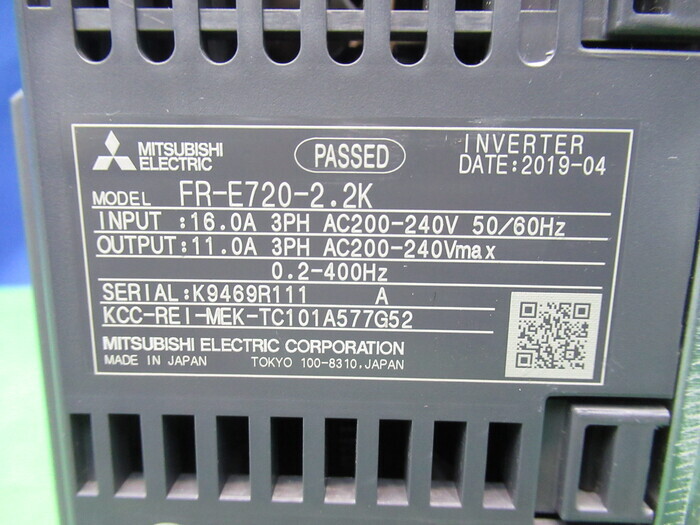 MITSUBISHI
ELECTRIC
PASSED
INVERTER
DATE:2019-04
MODEL FR-E720-2.2K
INPUT :16.0A 3PH AC200-240V 50/60Hz
OUTPUT:11.0A 3PH AC200-240Vmax
0.2-400Hz
SERIAL:K9469R111 A
KCC-REI-MEK-TC101A577G52
MITSUBISHI ELECTRIC CORPORATION
MADE IN JAPAN TOKYO 100-8310,JAPAN